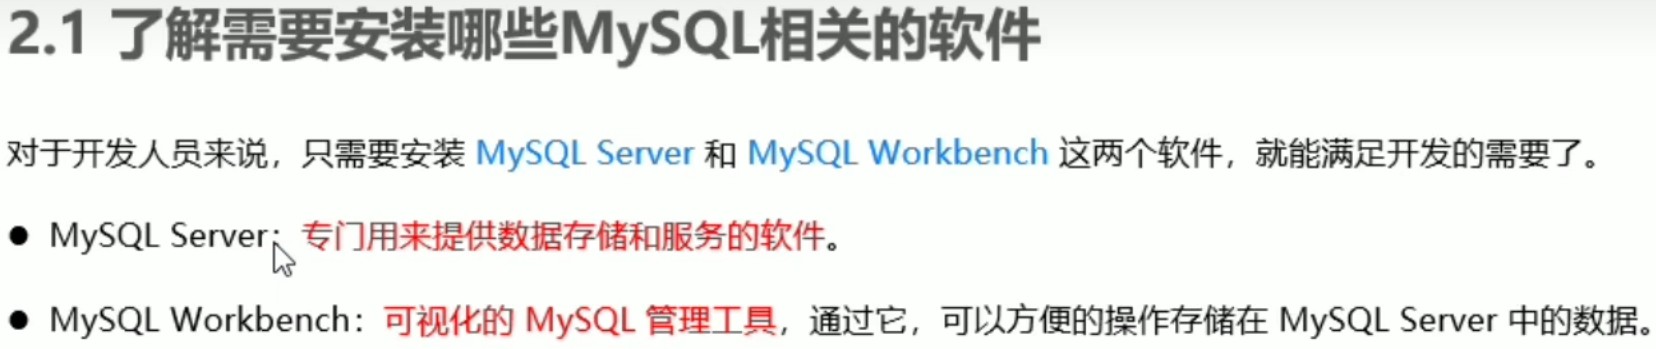 2.1 了解需要安装哪些MySQL相关的软件
对于开发人员来说，只需要安装 MySQL Server 和 MySQL Workbench 这两个软件，就能满足开发的需要了。
● MySQL Server：专门用来提供数据存储和服务的软件。
● MySQL Workbench：可视化的 MySQL 管理工具，通过它，可以方便的操作存储在 MySQL Server 中的数据。